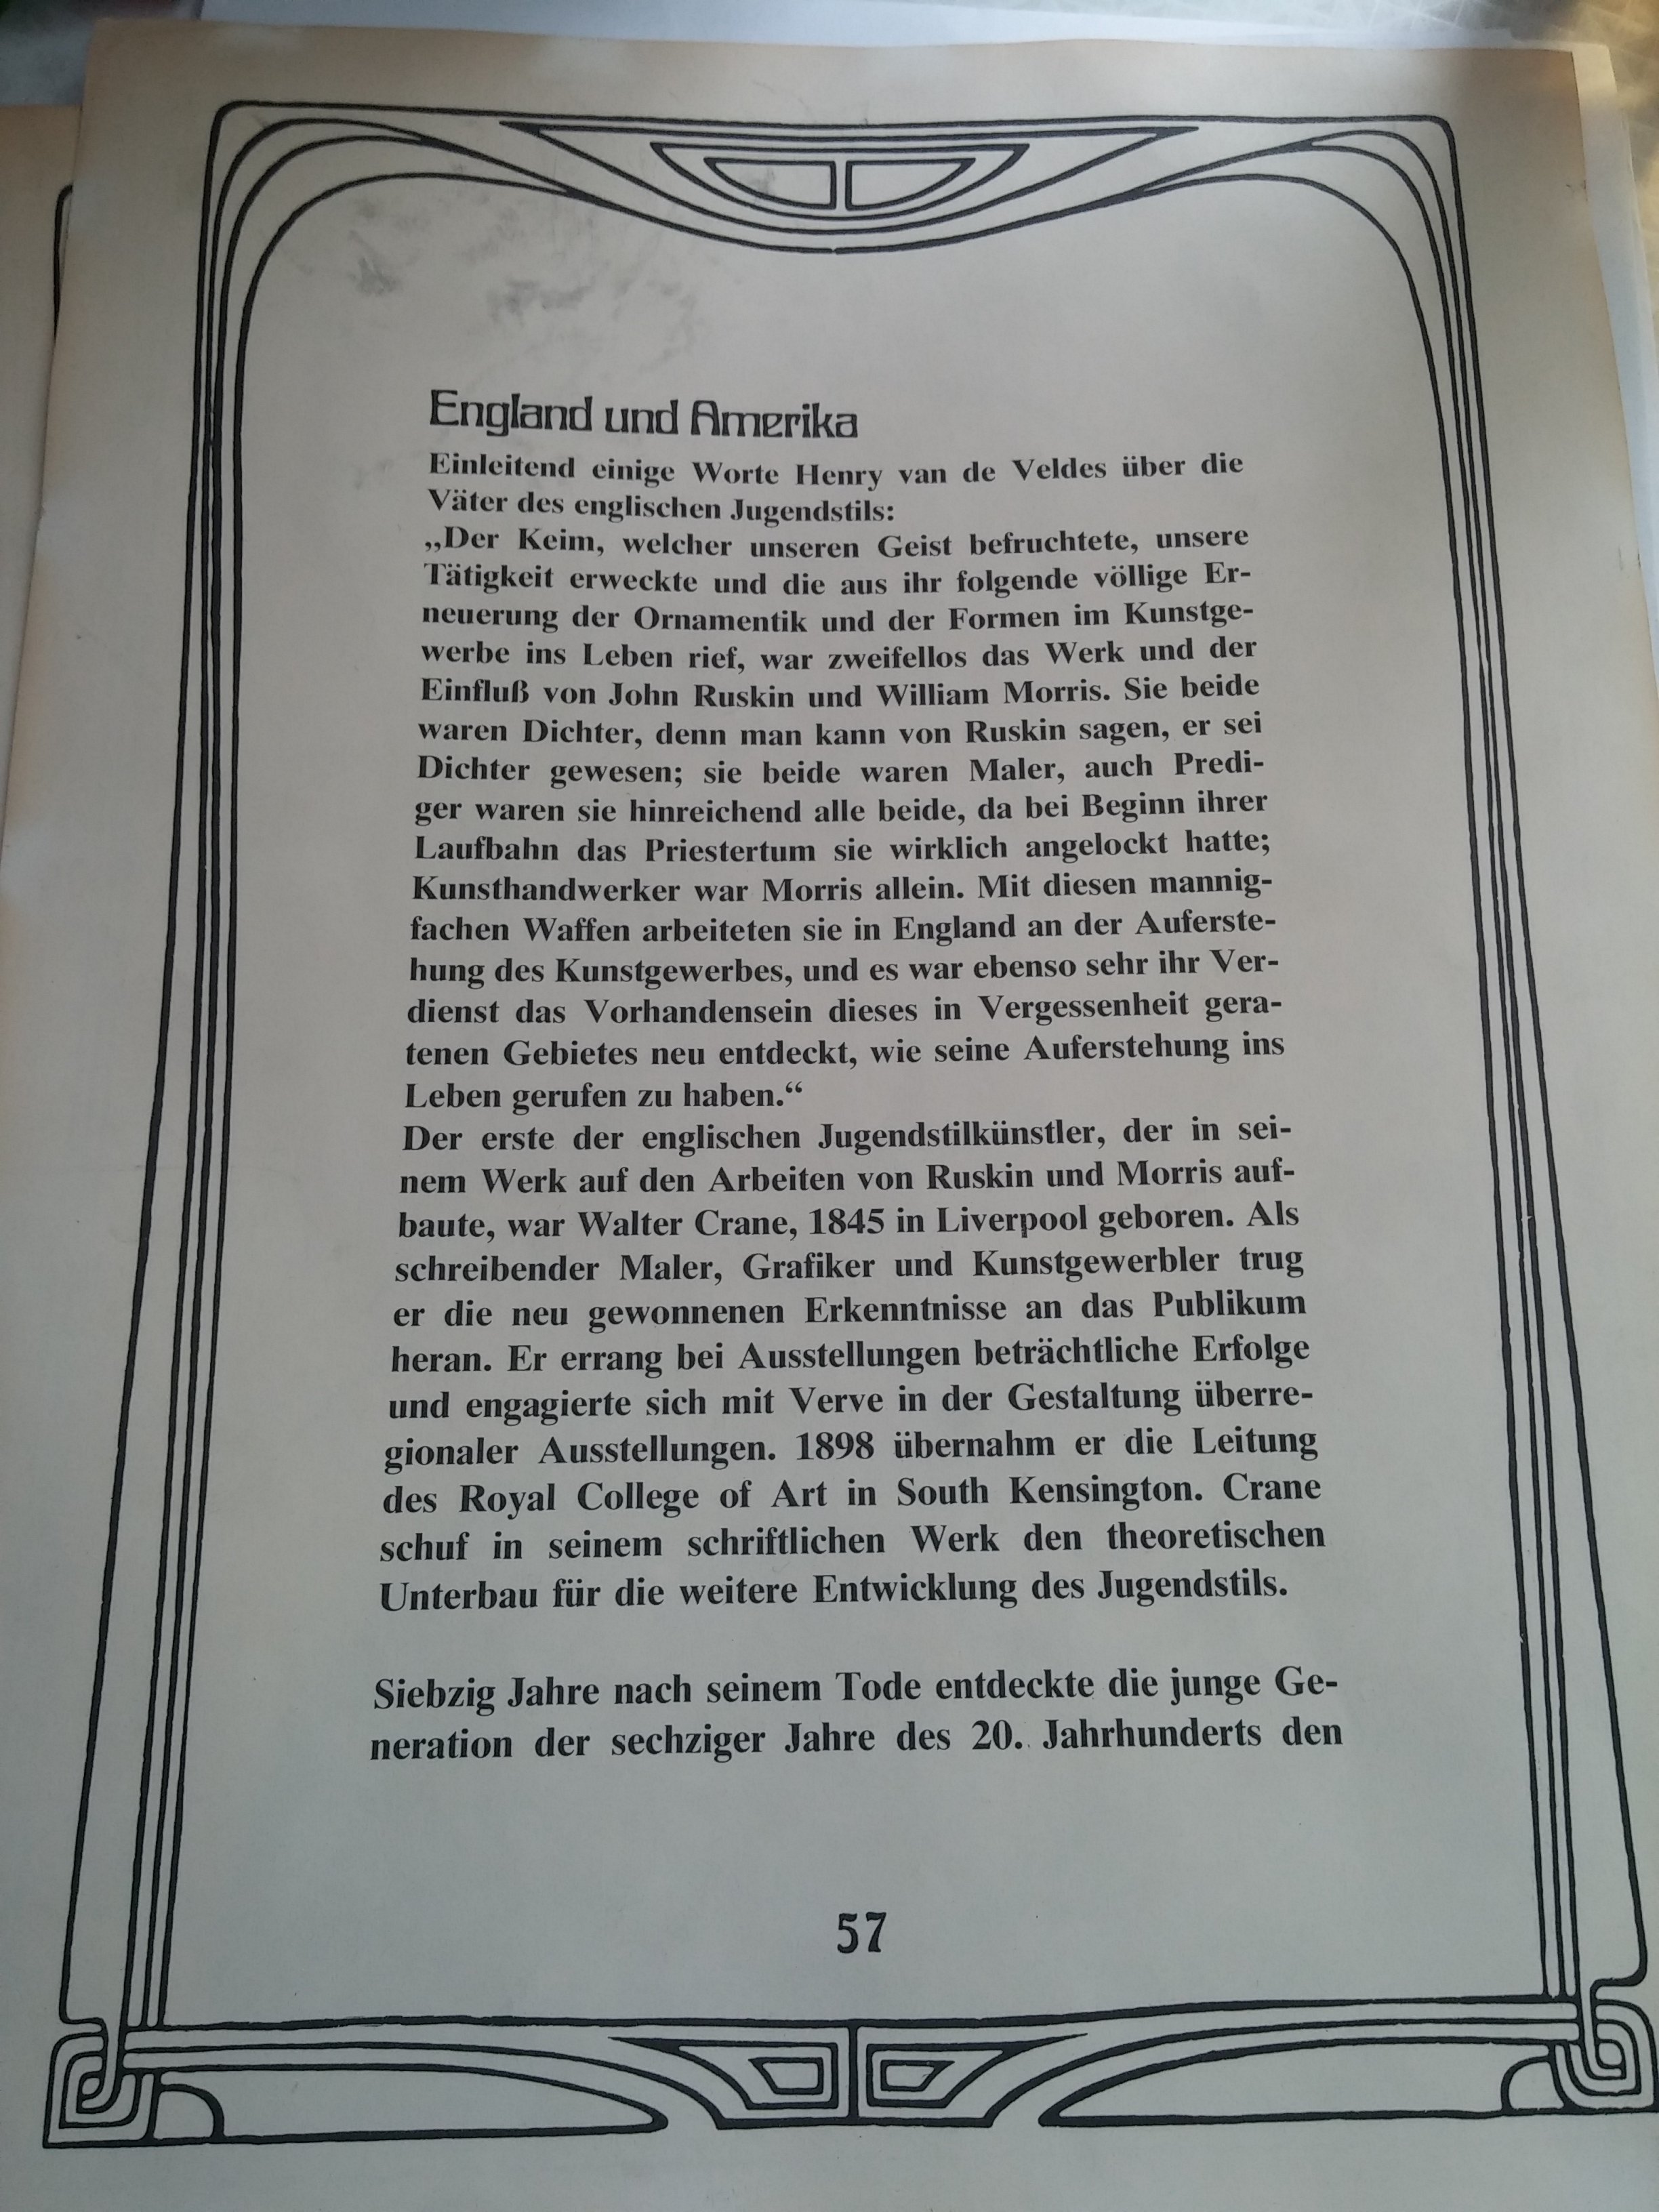 England und Amerika
Einleitend einige Worte Henry van de Veldes über die
Väter des englischen Jugendstils:
„Der Keim, welcher unseren Geist befruchtete, unsere
Tätigkeit erweckte und die aus ihr folgende völlige Er-
neuerung der Ornamentik und der Formen im Kunstge-
werbe ins Leben rief, war zweifellos das Werk und der
Einfluß von John Ruskin und William Morris. Sie beide
waren Dichter, denn man kann von Ruskin sagen, er sei
Dichter gewesen; sie beide waren Maler, auch Predi-
ger waren sie hinreichend alle beide, da bei Beginn ihrer
Laufbahn das Priestertum sie wirklich angelockt hatte;
Kunsthandwerker war Morris allein. Mit diesen mannig-
fachen Waffen arbeiteten sie in England an der Auferste-
hung des Kunstgewerbes, und es war ebenso sehr ihr Ver-
dienst das Vorhandensein dieses in Vergessenheit gera-
tenen Gebietes neu entdeckt, wie seine Auferstehung ins
Leben gerufen zu haben.“
Der erste der englischen Jugendstilkünstler, der in sei-
nem Werk auf den Arbeiten von Ruskin und Morris auf-
baute, war Walter Crane, 1845 in Liverpool geboren. Als
schreibender Maler, Grafiker und Kunstgewerbler trug
er die neu gewonnenen Erkenntnisse an das Publikum
heran. Er errang bei Ausstellungen beträchtliche Erfolge
und engagierte sich mit Verve in der Gestaltung überre-
gionaler Ausstellungen. 1898 übernahm er die Leitung
des Royal College of Art in South Kensington. Crane
schuf in seinem schriftlichen Werk den theoretischen
Unterbau für die weitere Entwicklung des Jugendstils.
Siebzig Jahre nach seinem Tode entdeckte die junge Ge-
neration der sechziger Jahre des 20. Jahrhunderts den
57